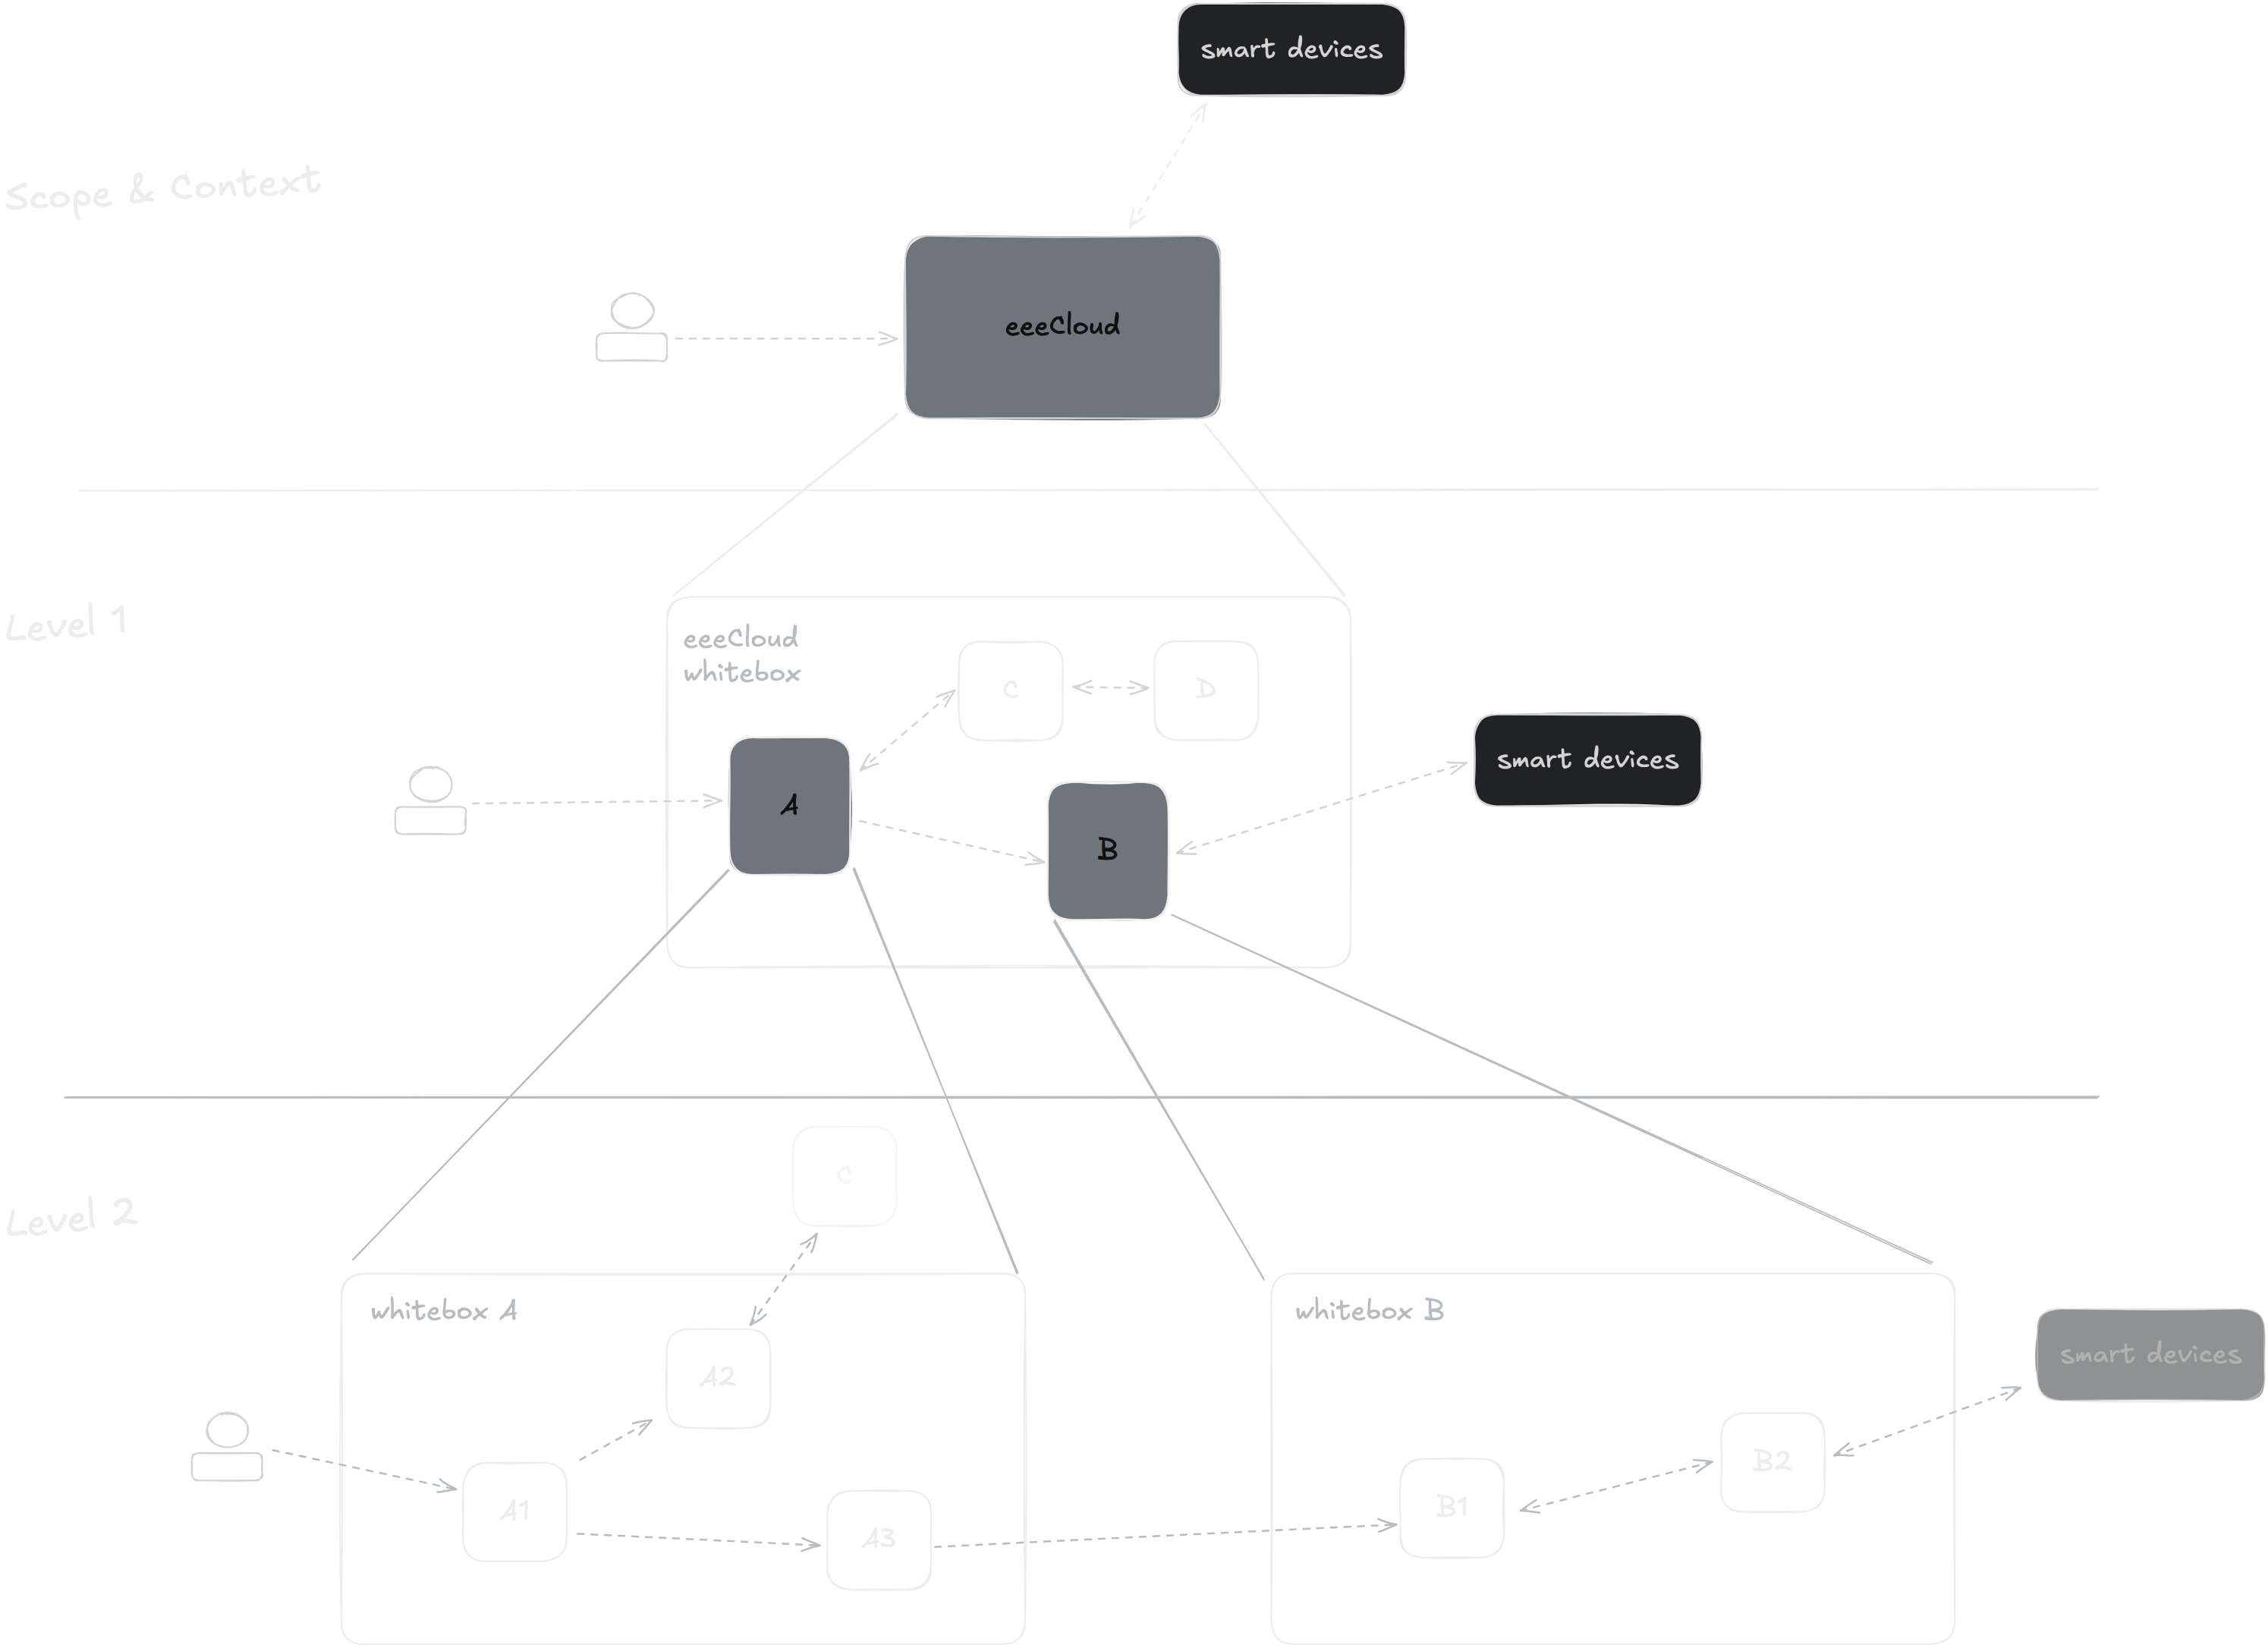 smart devices
Scope & Context
eeeCloud
Level 1
eeeCloud
whitebox
C
D
smart devices
A
B
C
Level 2
whitebox A
whitebox B
smart devices
A2
B2
A1
B1
A3